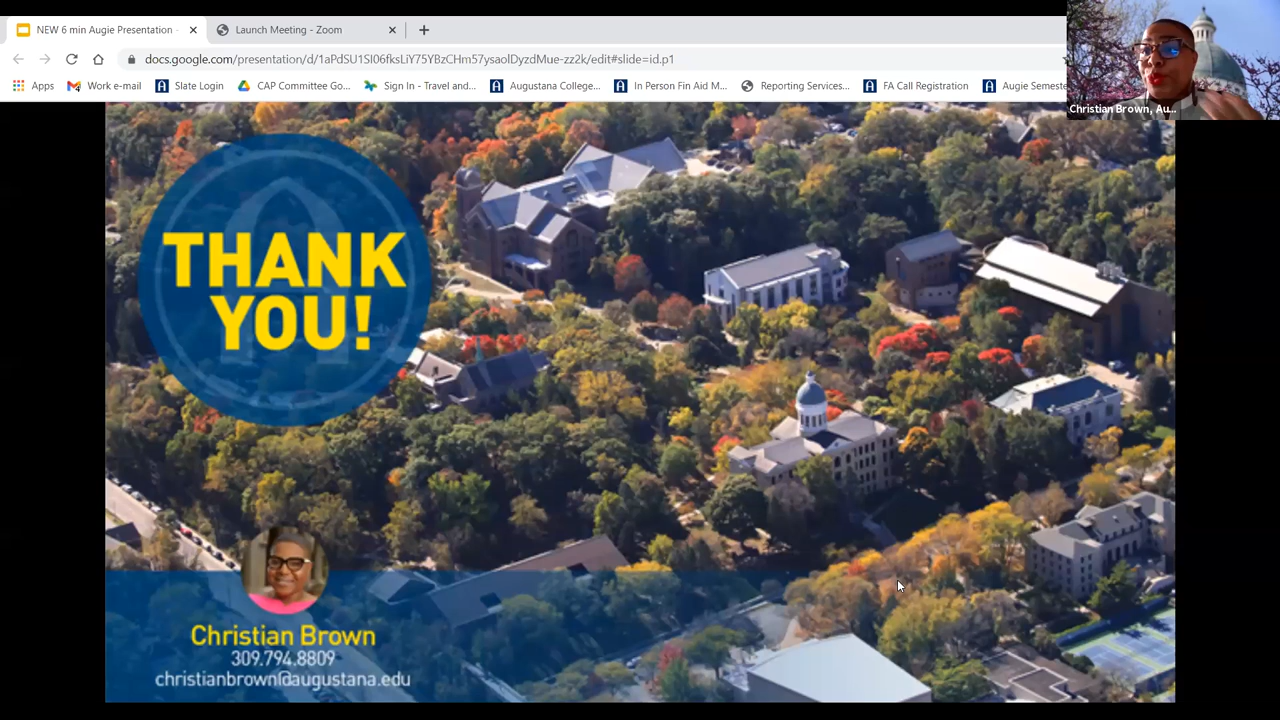 NEW 6 min Augie Presentation
Launch Meeting - Zoom
docs.google.com/presentation/d/1aPdSU1SI06fksLiY75YBzCHm57ysaolDyzdMue-zz2k/edit#slide=id.p1
Apps
Work e-mail
Slate Login
CAP Committee Go...
Sign In - Travel and...
Augustana College...
In Person Fin Aid M...
Reporting Services...
FA Call Registration
Augie Semeste
Christian Brown, Au...
THANK
YOU!
Christian Brown
309.794.8809
christianbrown@augustana.edu